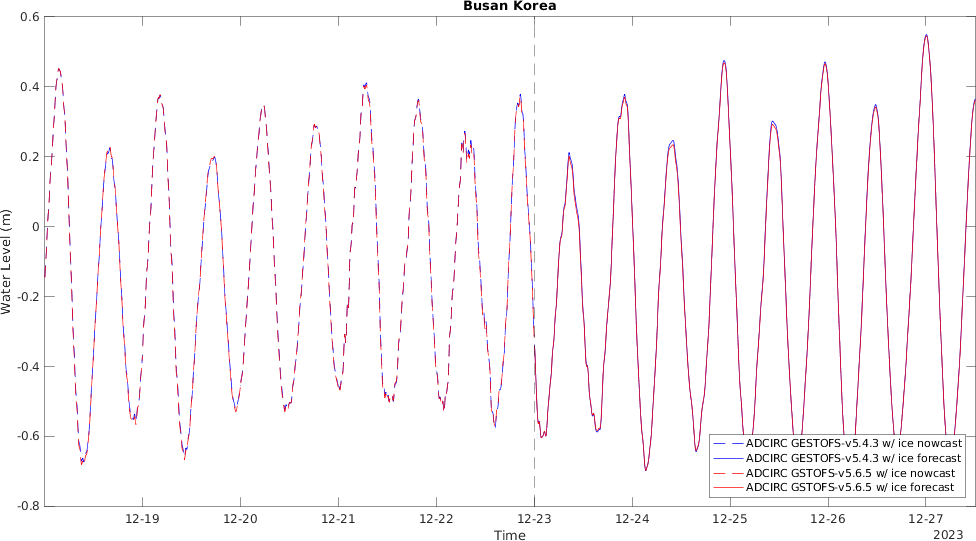 Busan Korea
0.6
0.4
0.2
0
-0.2
-0.4
-0.6
-0.8
Water Level (m)
ADCIRC GESTOFS-v5.4.3 w/ ice nowcast
ADCIRC GESTOFS-v5.4.3 w/ ice forecast
ADCIRC GSTOFS-v5.6.5 w/ ice nowcast
ADCIRC GSTOFS-v5.6.5 w/ ice forecast
12-19 12-20 12-21 12-22 12-23 12-24 12-25 12-26 12-27
Time
2023